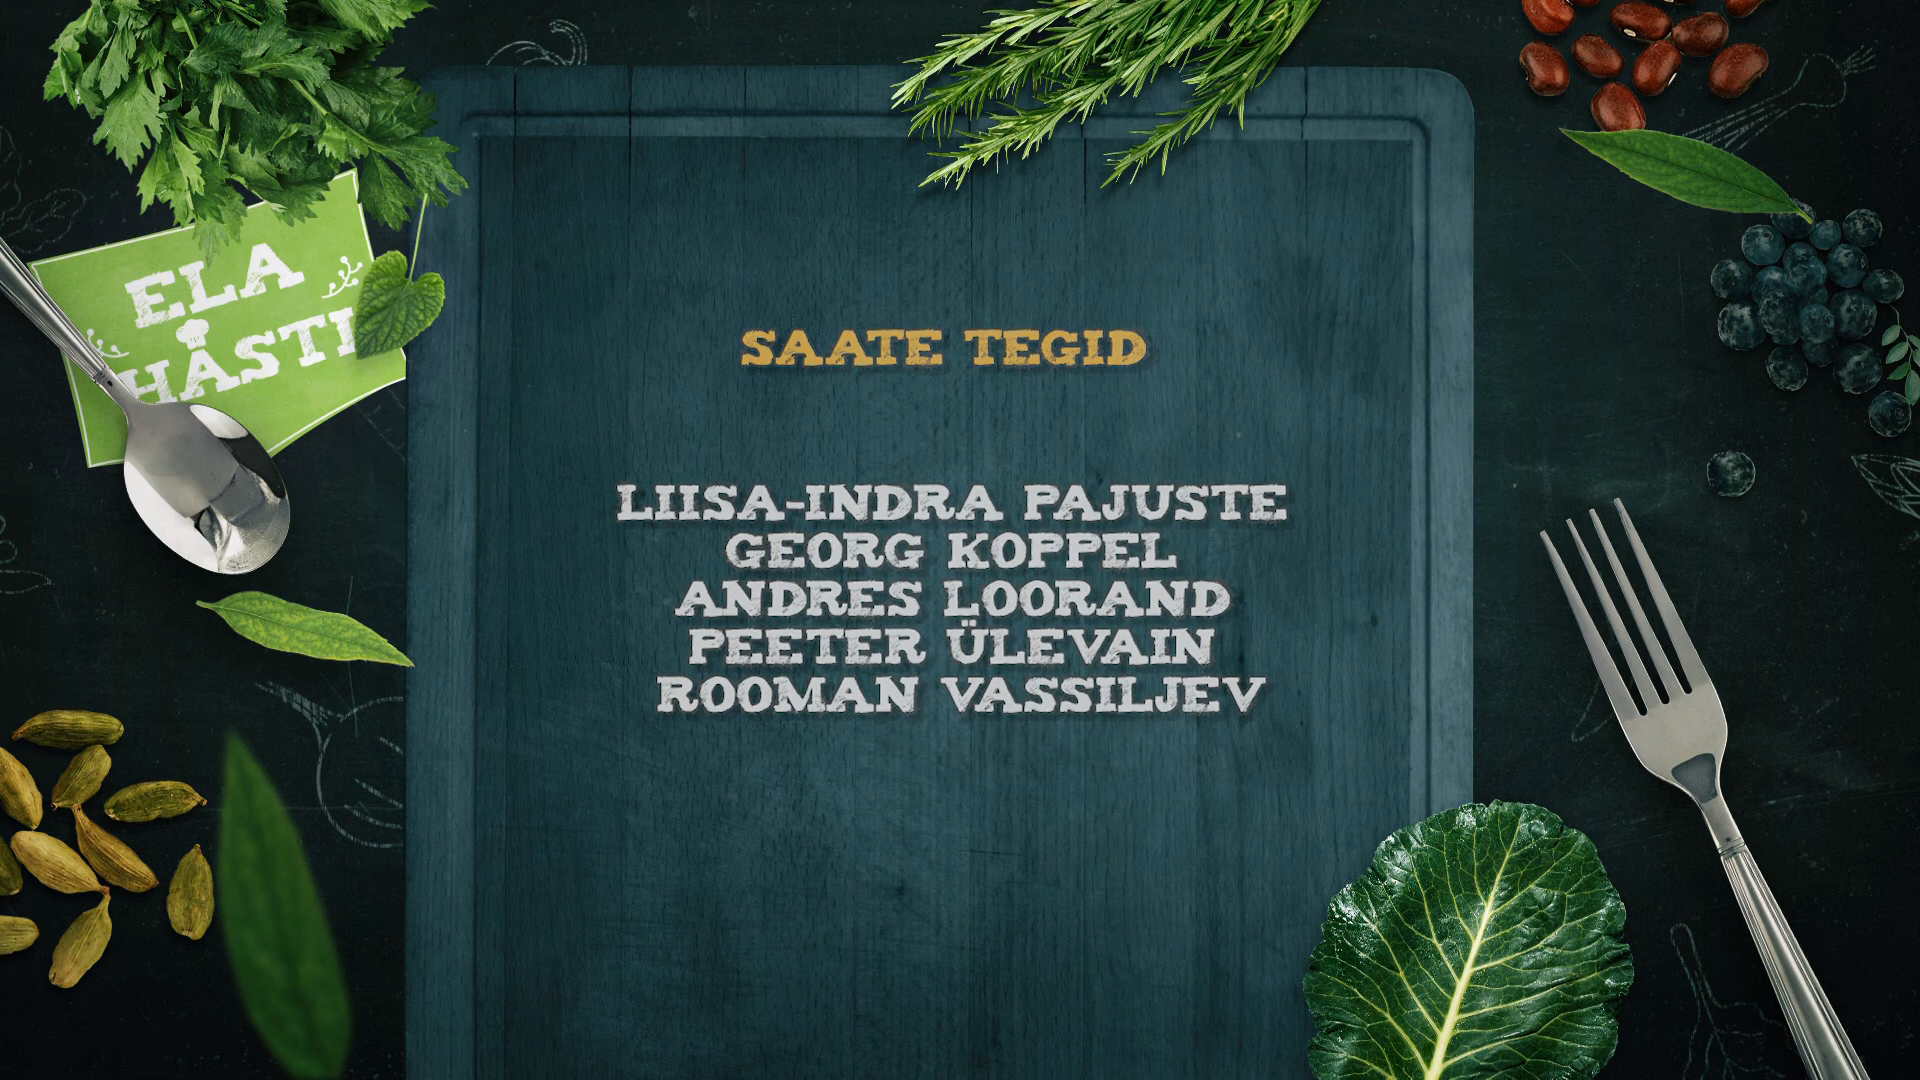 ELA
HÄSTI
SAATE TEGID
LIISA-INDRA PAJUSTE
GEORG KOPPEL
ANDRES LOORAND
PEETER ÜLEVAIN
ROOMAN VASSILJEV